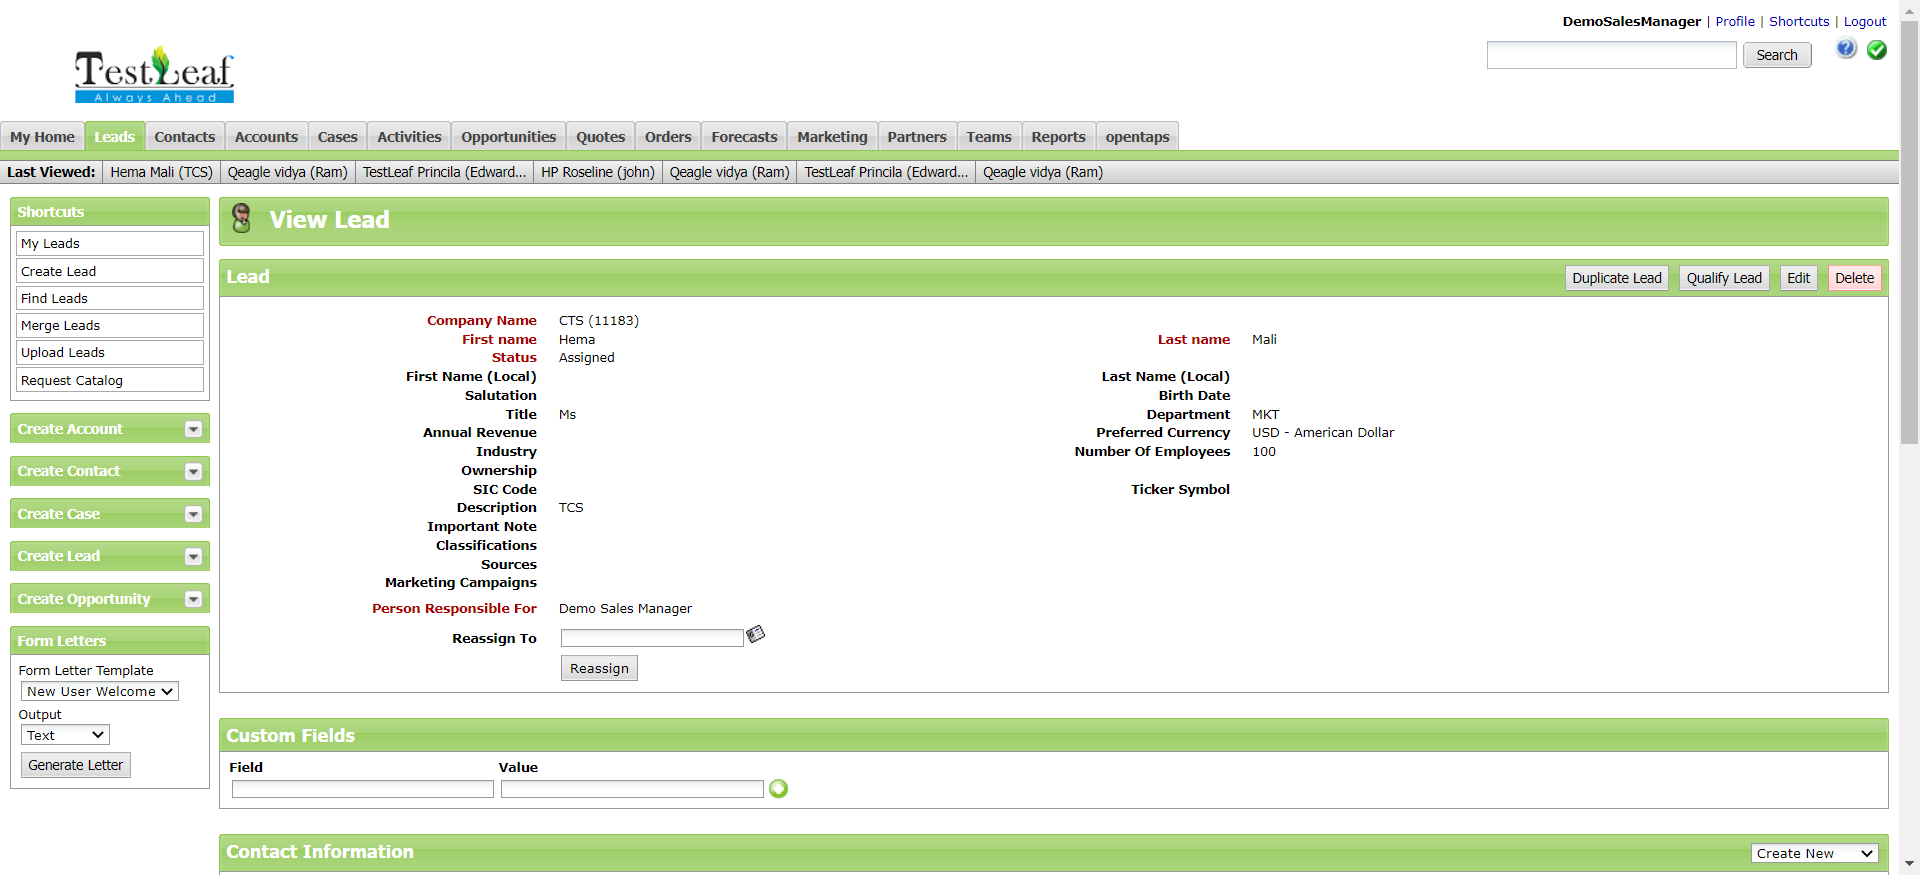 DemoSalesManager | Profile | Shortcuts | Logout
Search
TestLeaf
Always Ahead
My Home Leads Contacts Accounts Cases Activities Opportunities Quotes Orders Forecasts Marketing Partners Teams Reports opentaps
Last Viewed: Hema Mali (TCS) Qeagle vidya (Ram) TestLeaf Princila (Edward... HP Roseline (john) Qeagle vidya (Ram) TestLeaf Princila (Edward... Qeagle vidya (Ram)
Shortcuts
My Leads
Create Lead
Find Leads
Merge Leads
Upload Leads
Request Catalog
Create Account
Create Contact
Create Case
Create Lead
Create Opportunity
Form Letters
Form Letter Template
New User Welcome
Output
Text
Generate Letter
View Lead
Lead Duplicate Lead Qualify Lead Edit Delete
Company Name CTS (11183)
First name Hema Last name Mali
Status Assigned
First Name (Local) Last Name (Local)
Salutation Birth Date
Title Ms Department MKT
Annual Revenue Preferred Currency USD - American Dollar
Industry Number Of Employees 100
Ownership
SIC Code Ticker Symbol
Description TCS
Important Note
Classifications
Sources
Marketing Campaigns
Person Responsible For Demo Sales Manager
Reassign To
Reassign
Custom Fields
Field Value
Contact Information Create New